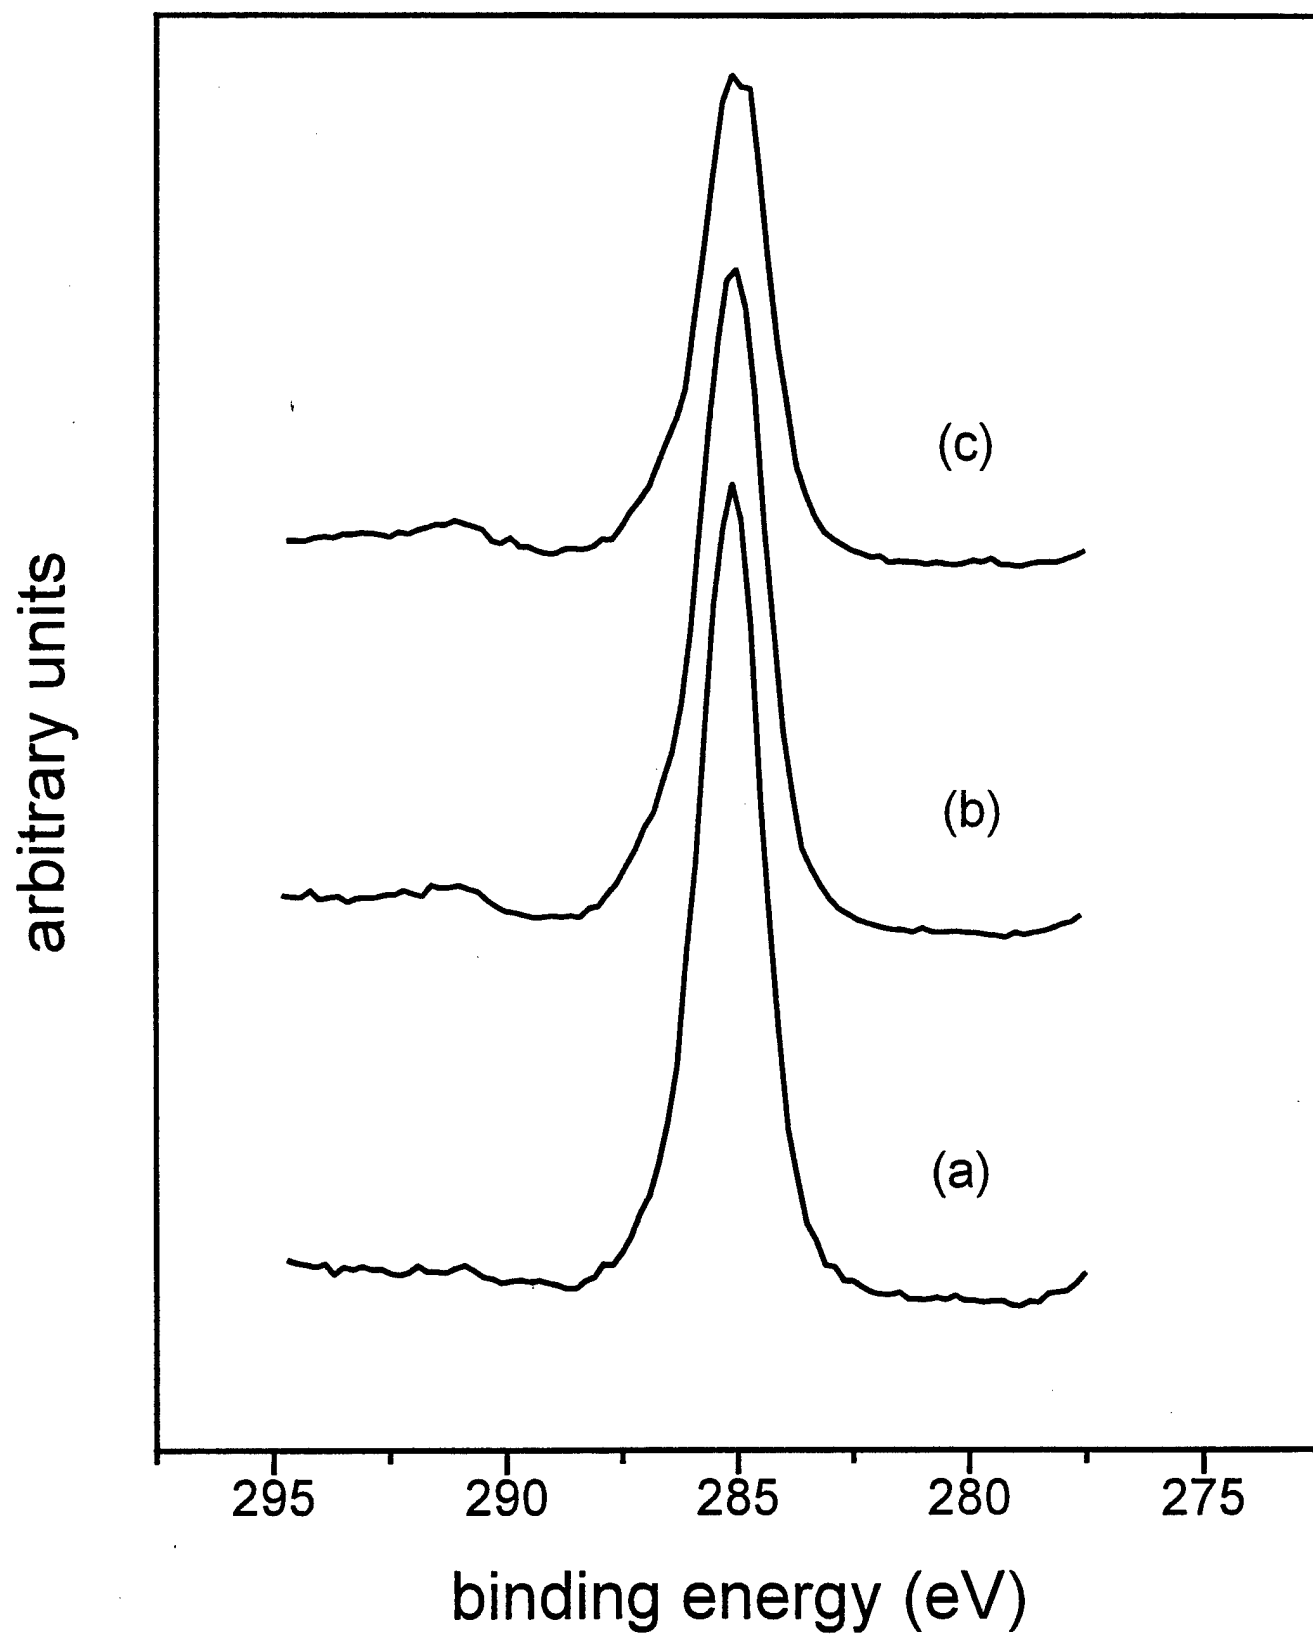 (c)
(b)
(a)
arbitrary units
295 290 285 280 275
binding energy (eV)